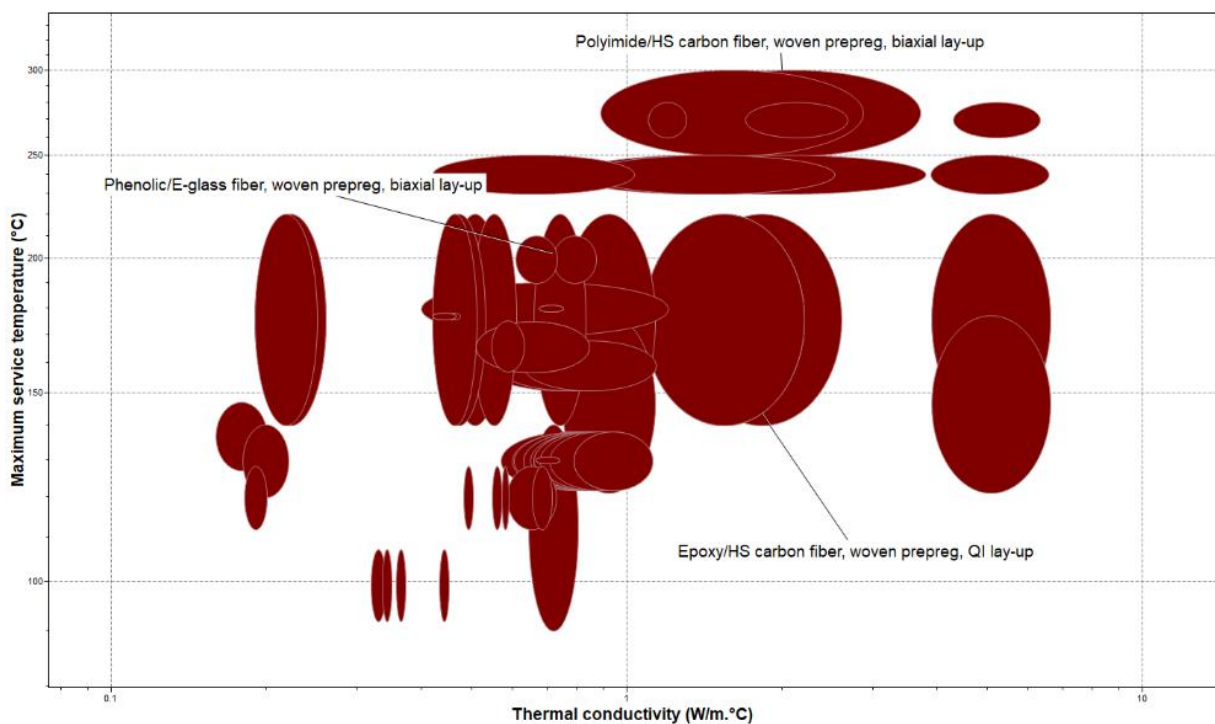 Polyimide/HS carbon fiber, woven prepreg, biaxial lay-up
300
250
Phenolic/E-glass fiber, woven prepreg, biaxial lay-up
200
Maximum service temperature (°C)
150
Epoxy/HS carbon fiber, woven prepreg, QI lay-up
100
0.1
1
10
Thermal conductivity (W/m.°C)